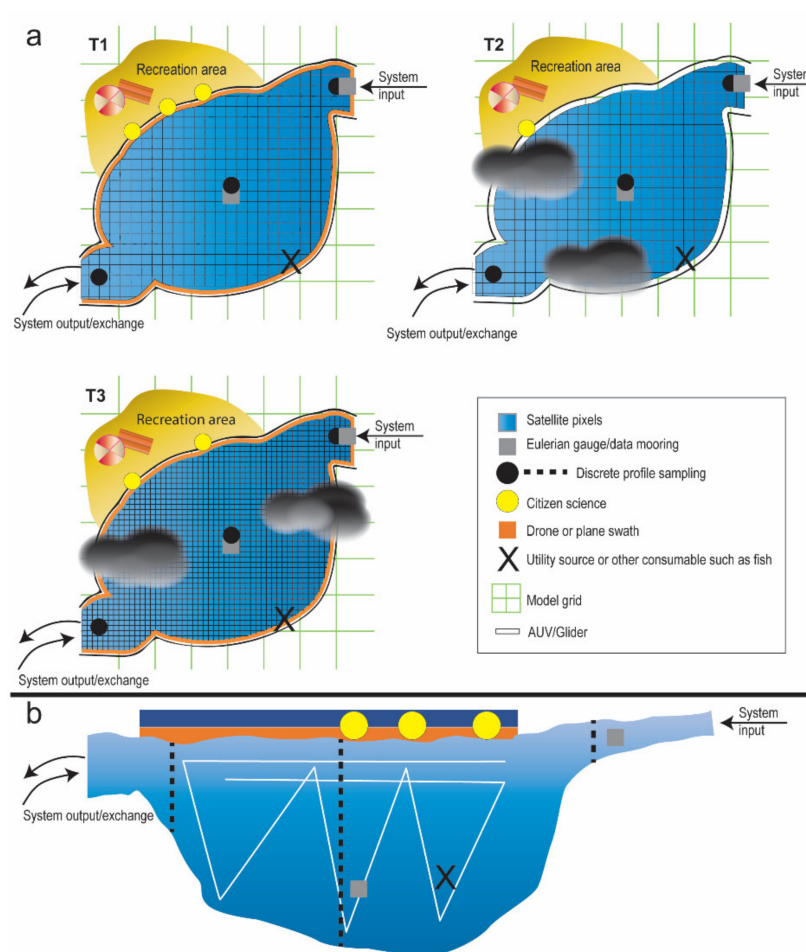 a
T1
Recreation area
System
input
System output/exchange
T2
Recreation area
System
input
System output/exchange
T3
Recreation area
System
input
System output/exchange
Satellite pixels
Eulerian gauge/data mooring
Discrete profile sampling
Citizen science
Drone or plane swath
X Utility source or other consumable such as fish
Model grid
AUV/Glider
X
X
X
b
System
input
System output/exchange
X